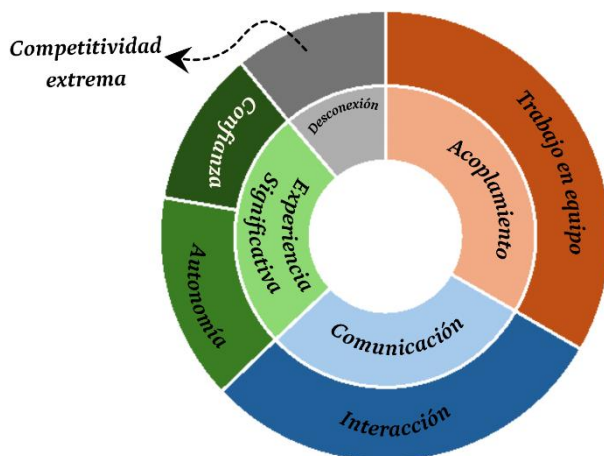 Competitividad
extrema
Desconexión
Confianza
Trabajo en equipo
Acoplamiento
Experiencia
Significativa
Autonomía
Comunicación
Interacción